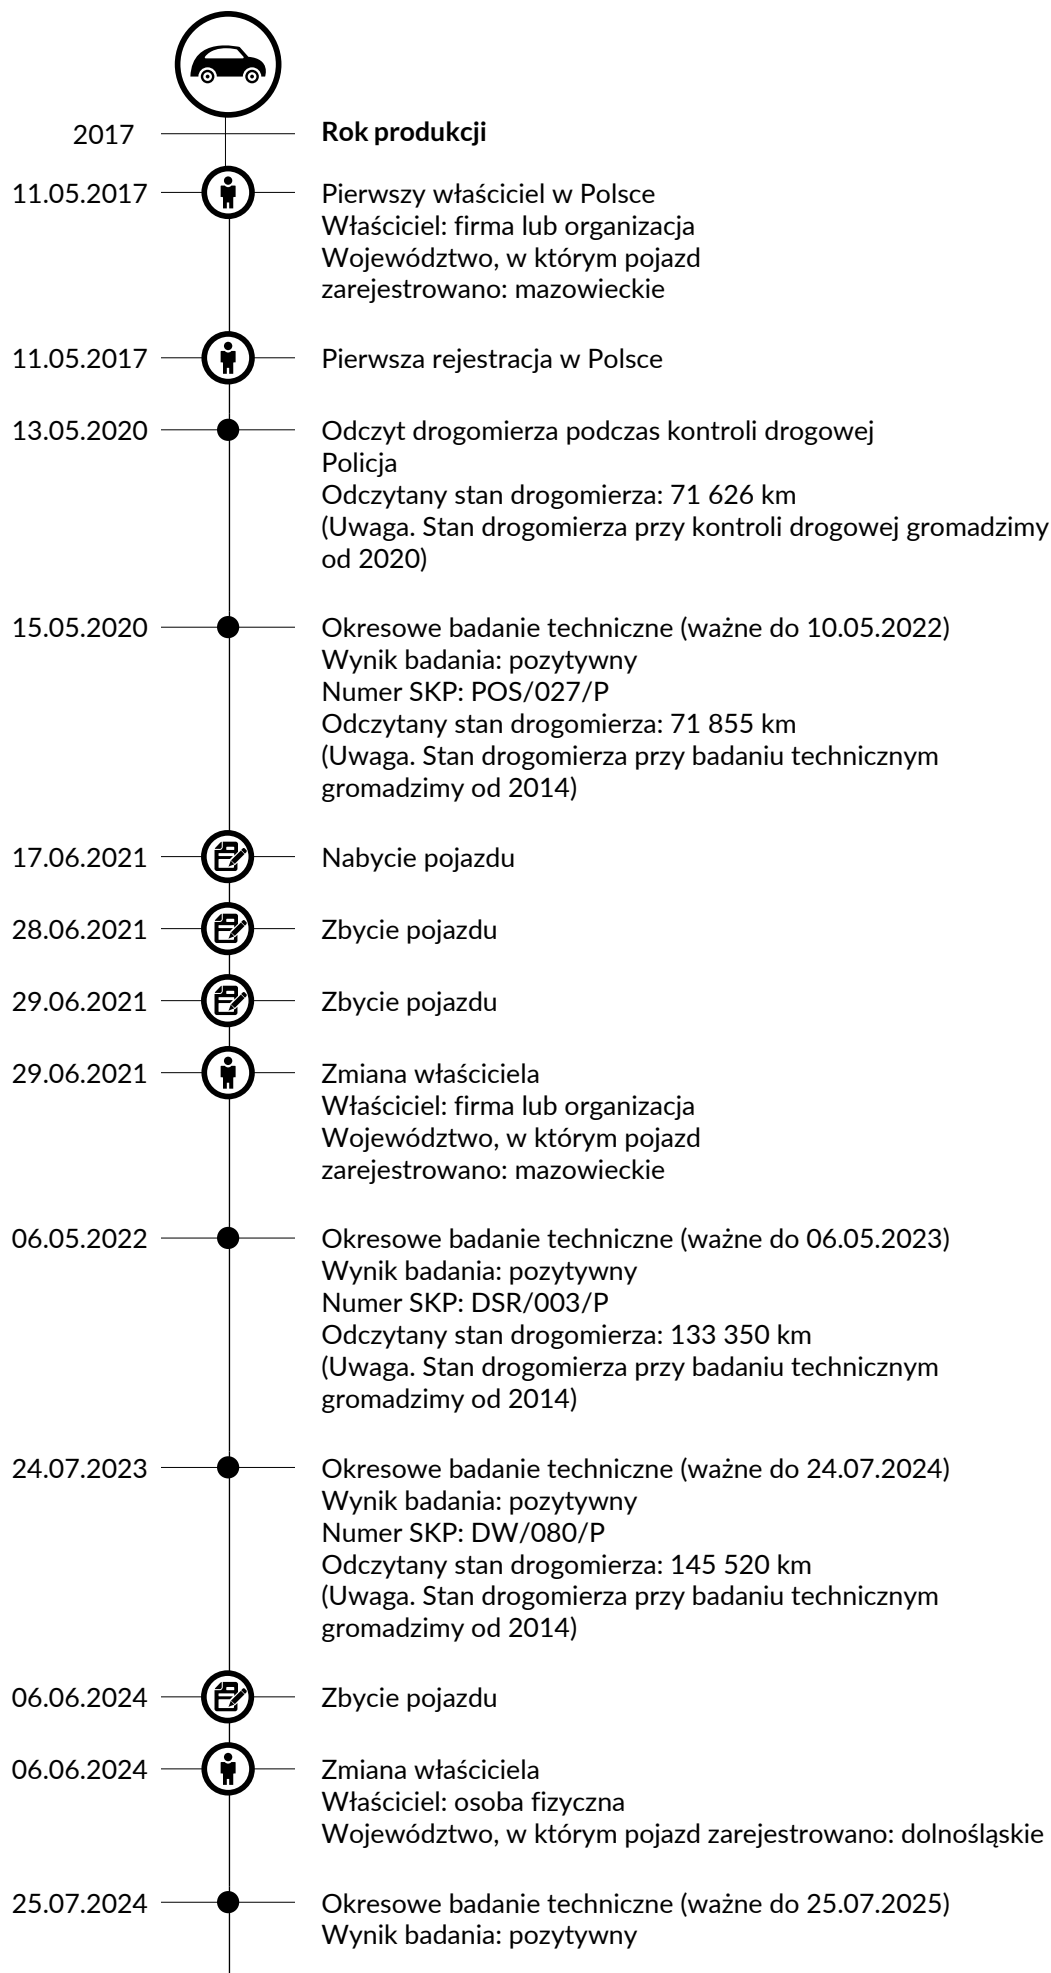 2017 Rok produkcji
11.05.2017 Pierwszy właściciel w Polsce
Właściciel: firma lub organizacja
Województwo, w którym pojazd
zarejestrowano: mazowieckie
11.05.2017 Pierwsza rejestracja w Polsce
13.05.2020 Odczyt drogomierza podczas kontroli drogowej
Policja
Odczytany stan drogomierza: 71 626 km
(Uwaga. Stan drogomierza przy kontroli drogowej gromadzimy
od 2020)
15.05.2020 Okresowe badanie techniczne (ważne do 10.05.2022)
Wynik badania: pozytywny
Numer SKP: POS/027/P
Odczytany stan drogomierza: 71 855 km
(Uwaga. Stan drogomierza przy badaniu technicznym
gromadzimy od 2014)
17.06.2021 Nabycie pojazdu
28.06.2021 Zbycie pojazdu
29.06.2021 Zbycie pojazdu
29.06.2021 Zmiana właściciela
Właściciel: firma lub organizacja
Województwo, w którym pojazd
zarejestrowano: mazowieckie
06.05.2022 Okresowe badanie techniczne (ważne do 06.05.2023)
Wynik badania: pozytywny
Numer SKP: DSR/003/P
Odczytany stan drogomierza: 133 350 km
(Uwaga. Stan drogomierza przy badaniu technicznym
gromadzimy od 2014)
24.07.2023 Okresowe badanie techniczne (ważne do 24.07.2024)
Wynik badania: pozytywny
Numer SKP: DW/080/P
Odczytany stan drogomierza: 145 520 km
(Uwaga. Stan drogomierza przy badaniu technicznym
gromadzimy od 2014)
06.06.2024 Zbycie pojazdu
06.06.2024 Zmiana właściciela
Właściciel: osoba fizyczna
Województwo, w którym pojazd zarejestrowano: dolnośląskie
25.07.2024 Okresowe badanie techniczne (ważne do 25.07.2025)
Wynik badania: pozytywny